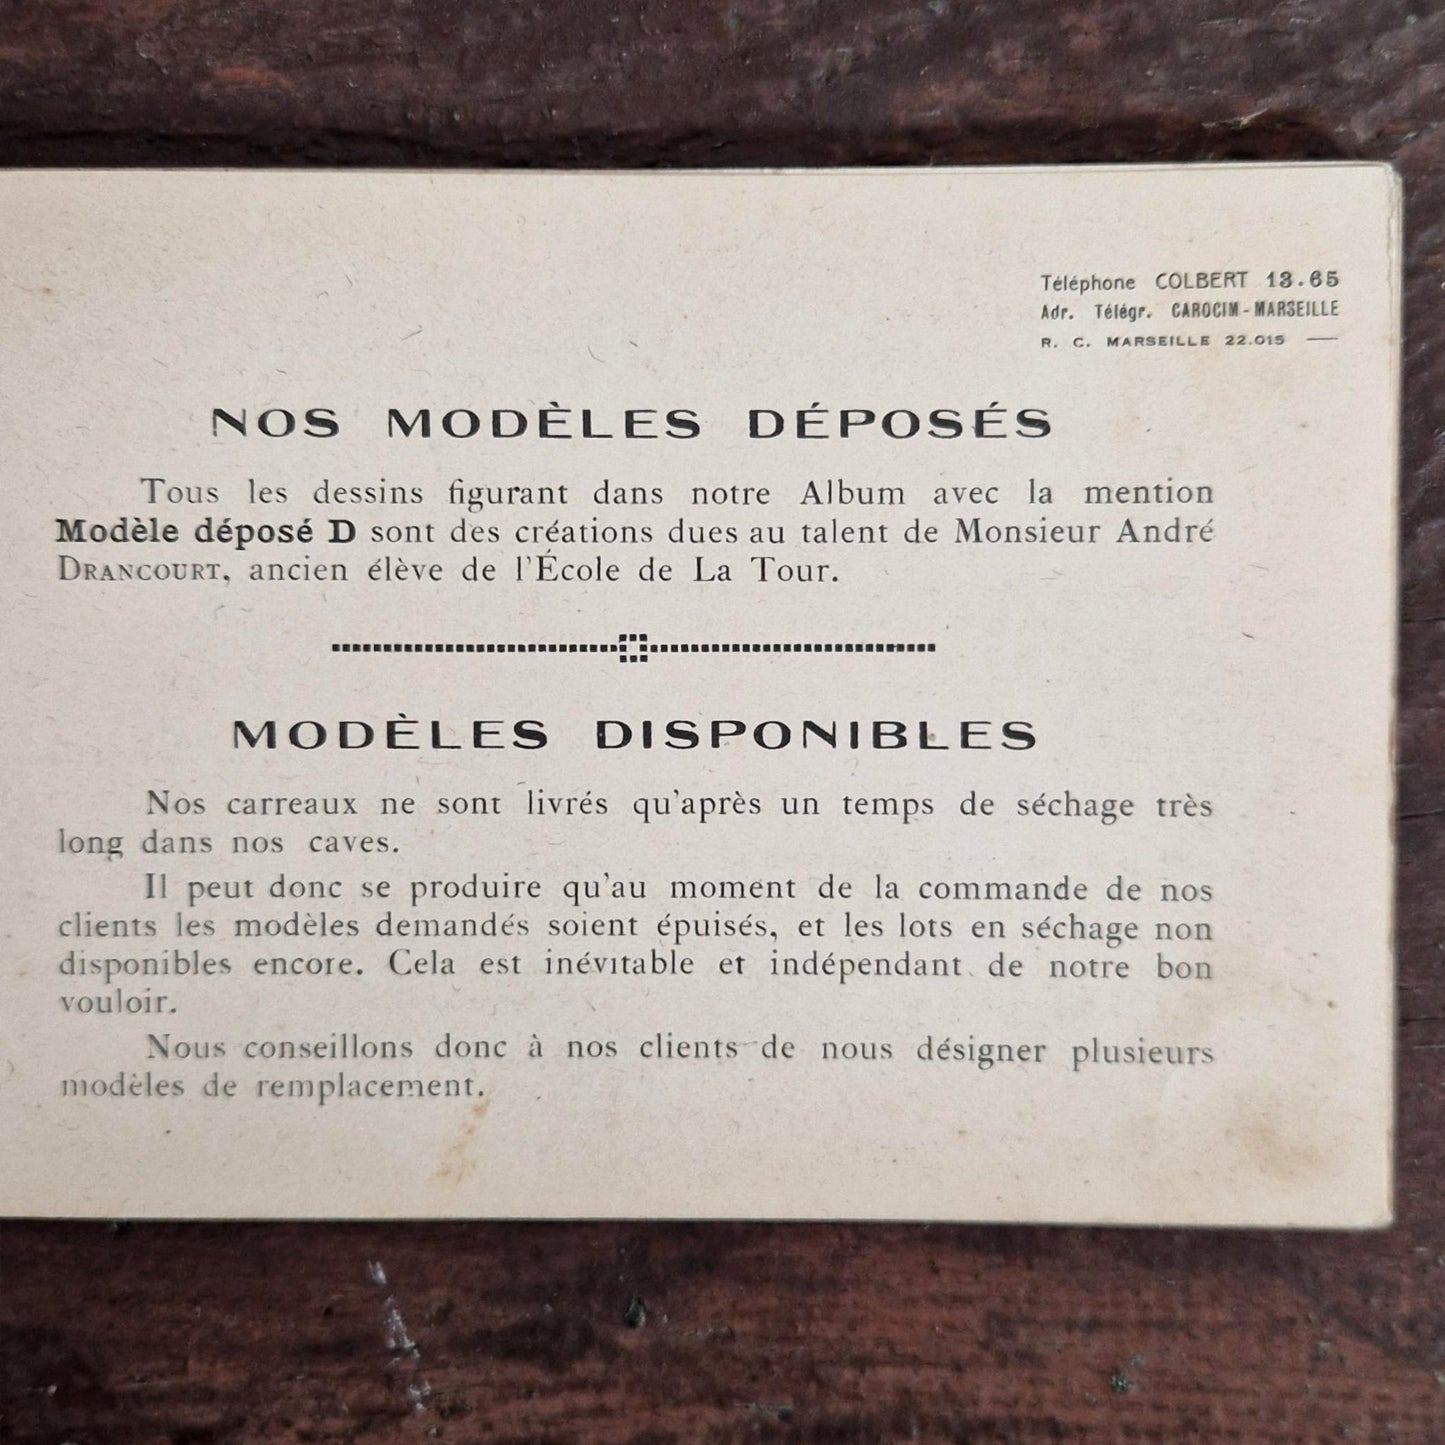 Téléphone COLBERT 13.65
Adr. Télégr. CAROCIM-MARSEILLE
R. C. MARSEILLE 22.015 —
NOS MODÈLES DÉPOSÉS
Tous les dessins figurant dans notre Album avec la mention
Modèle déposé D sont des créations dues au talent de Monsieur André
DRANCOURT, ancien élève de l'École de La Tour.
MODÈLES DISPONIBLES
Nos carreaux ne sont livrés qu'après un temps de séchage très
long dans nos caves.
Il peut donc se produire qu'au moment de la commande de nos
clients les modèles demandés soient épuisés, et les lots en séchage non
disponibles encore. Cela est inévitable et indépendant de notre bon
vouloir.
Nous conseillons donc à nos clients de nous désigner plusieurs
modèles de remplacement.